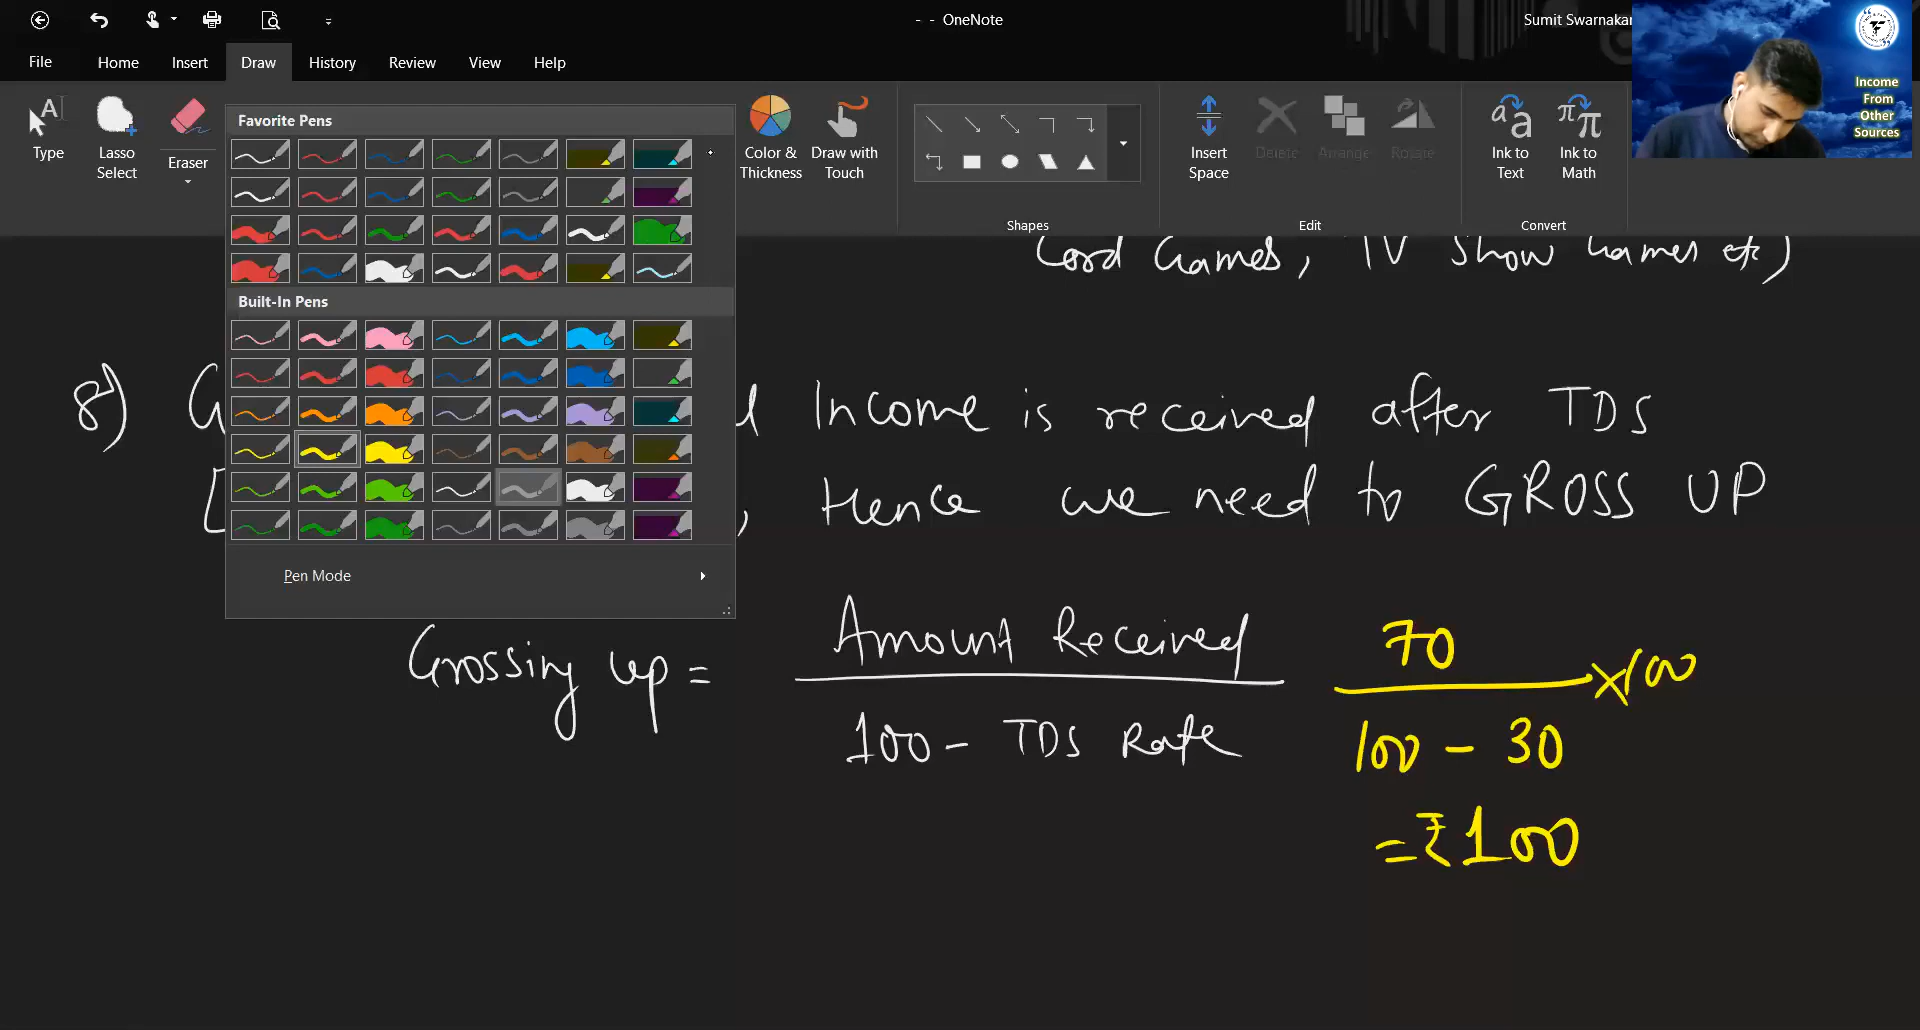 - - OneNote
Sumit Swarnakar
File
Home
Insert
Draw
History
Review
View
Help
Type
Lasso Select
Eraser
Favorite Pens
Built-In Pens
Pen Mode
Color & Thickness
Draw with Touch
Shapes
Insert Space
Delete
Arrange
Rotate
Edit
Ink to Text
Ink to Math
Convert
Income
From
Other
Sources
Card Games, TV Show Games etc)
8) Income is received after TDS
[ , Hence we need to GROSS UP
Grossing up = Amount Received
100 - TDS Rate
70
100 - 30
×100
= ₹100